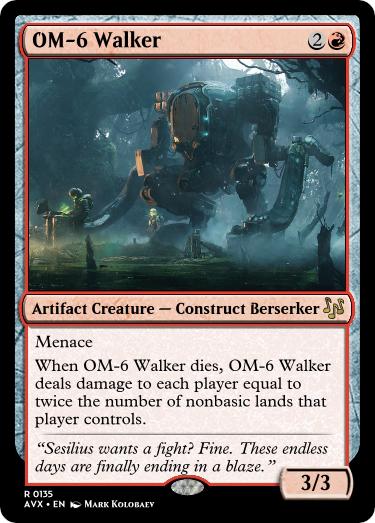 OM-6 Walker
2
Artifact Creature — Construct Berserker
Menace
When OM-6 Walker dies, OM-6 Walker
deals damage to each player equal to
twice the number of nonbasic lands that
player controls.
“Sesilius wants a fight? Fine. These endless
days are finally ending in a blaze.”
3/3
R 0135
AVX • EN Mark Kolobaev